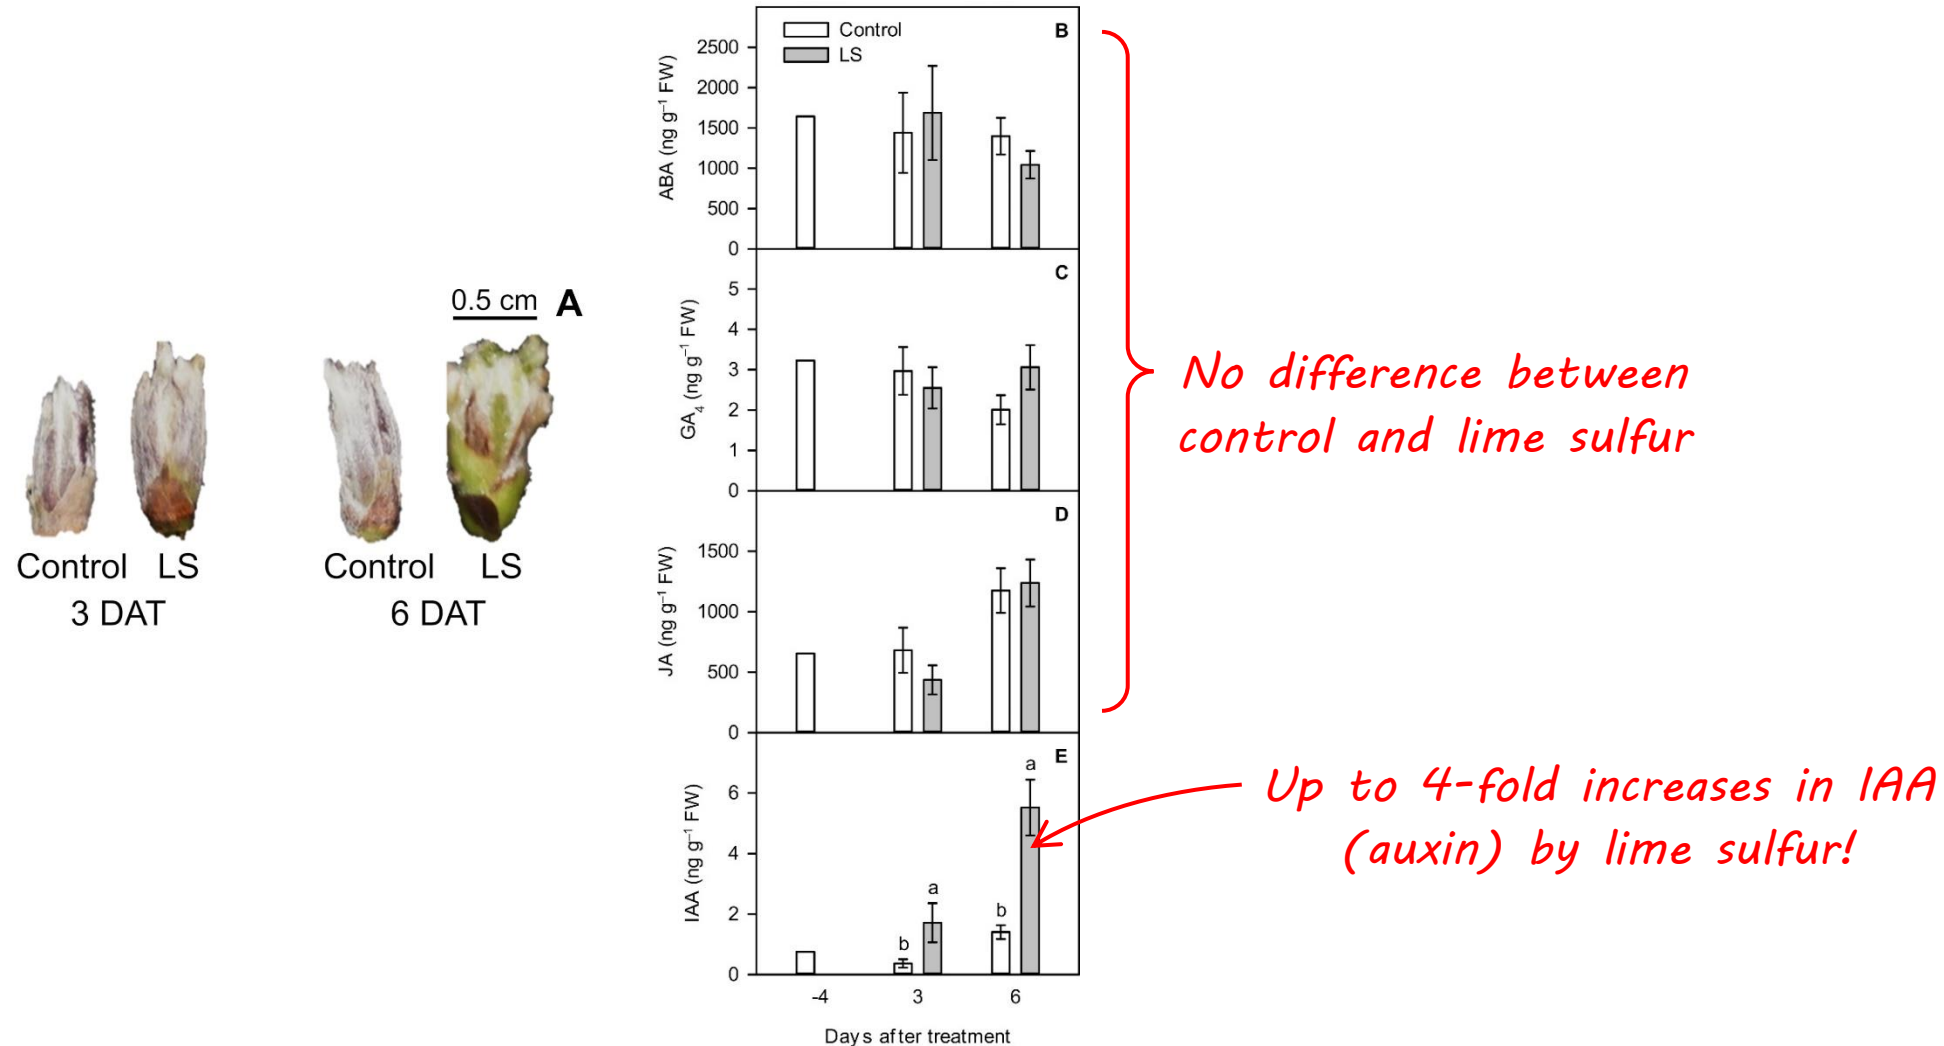 0.5 cm A
Control LS
3 DAT
Control LS
6 DAT
Control
LS
B
2500
2000
1500
1000
500
0
ABA (ng g⁻¹ FW)
C
5
4
3
2
1
0
GA₄ (ng g⁻¹ FW)
D
1500
1000
500
0
JA (ng g⁻¹ FW)
E
6
4
2
0
IAA (ng g⁻¹ FW)
b
a
b
a
-4 3 6
Days after treatment
No difference between
control and lime sulfur
Up to 4-fold increases in IAA
(auxin) by lime sulfur!